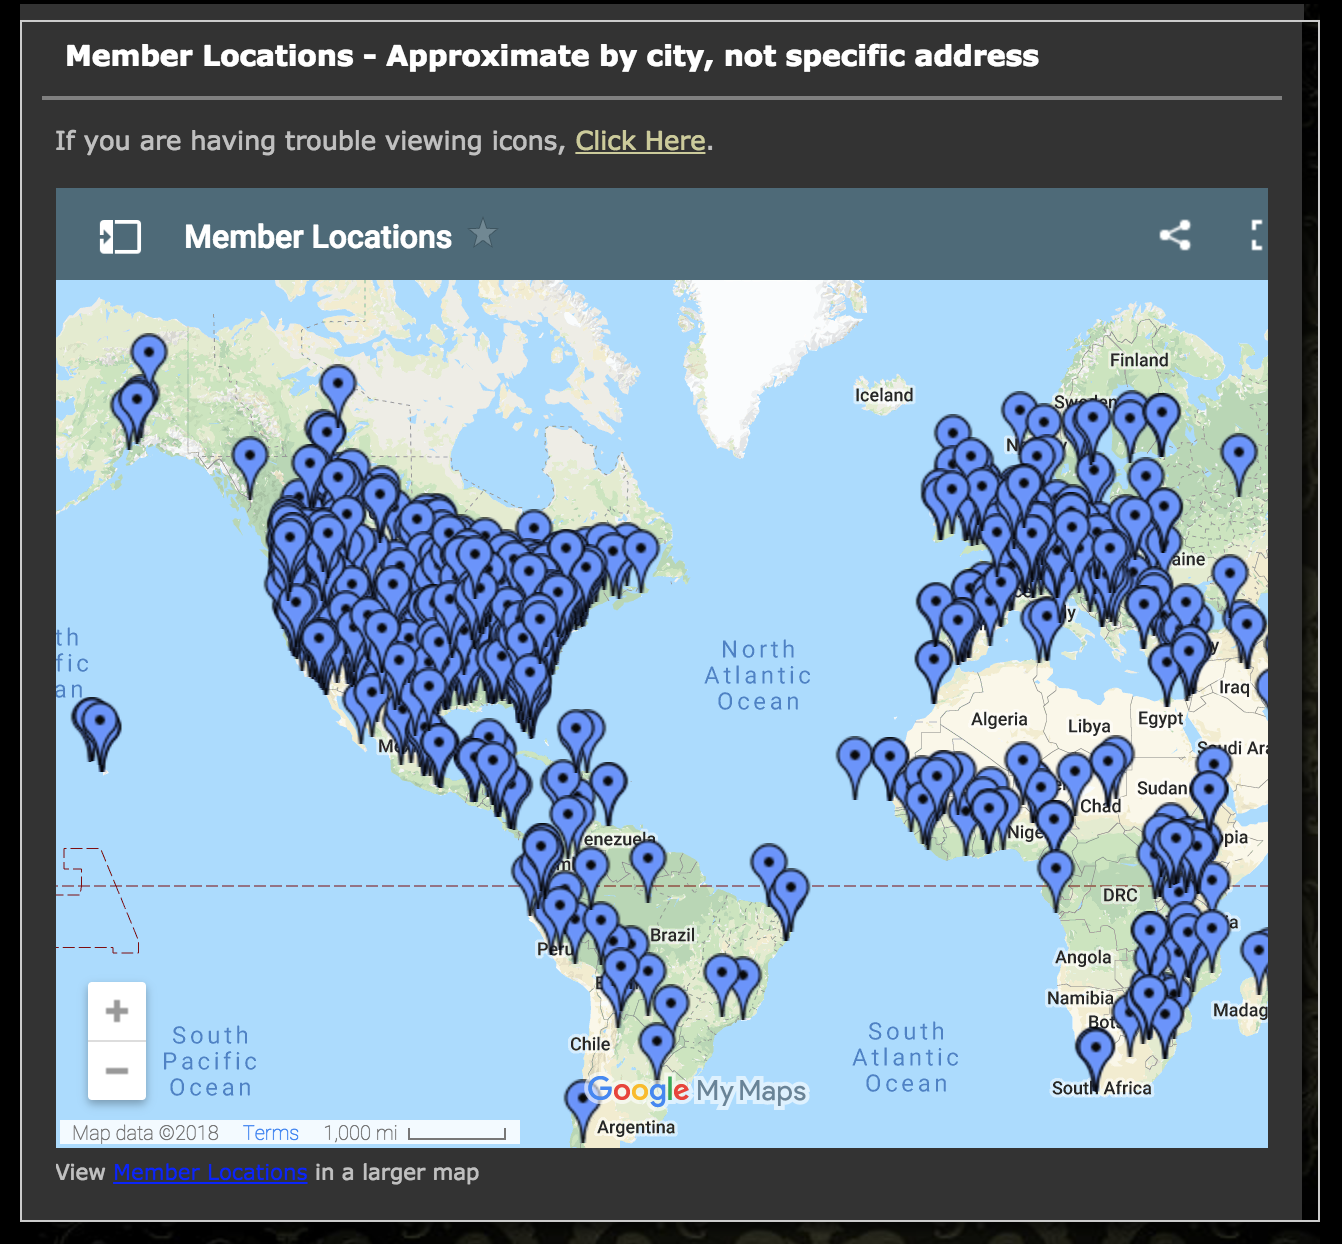 Member Locations - Approximate by city, not specific address
If you are having trouble viewing icons, Click Here.
Member Locations
Finland
Iceland
Sweden
aine
North
Atlantic
Ocean
th
fic
an
Iraq
Algeria
Libya
Egypt
Saudi Ara
Sudan
Chad
Nige
pia
enezuela
DRC
Brazil
Peru
Angola
Namibia
Bot
Madag
South
Pacific
Ocean
Chile
South
Atlantic
Ocean
South Africa
Google My Maps
Argentina
Map data ©2018 Terms 1,000 mi
View Member Locations in a larger map